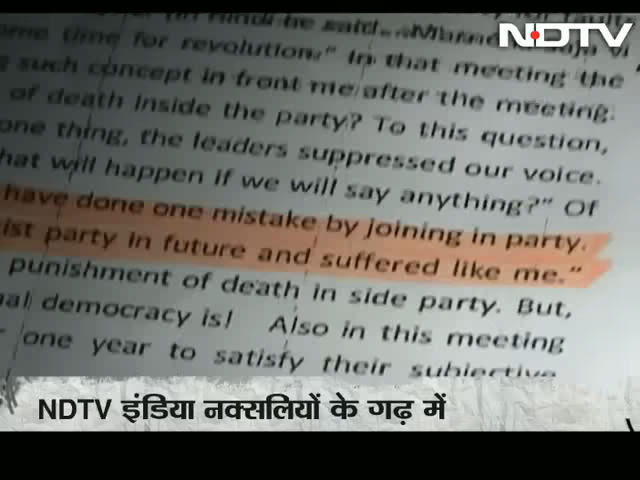 NDTV
ome time for revolution." In that meeting the "
g such concept in front me after the meeting.
of death inside the party? To this question,
one thing, the leaders suppressed our voice.
hat will happen if we will say anything?" Of
have done one mistake by joining in party.
ist party in future and suffered like me."
punishment of death in side party. But,
nal democracy is! Also in this meeting
one year to satisfy their subjective
NDTV इंडिया नक्सलियों के गढ़ में